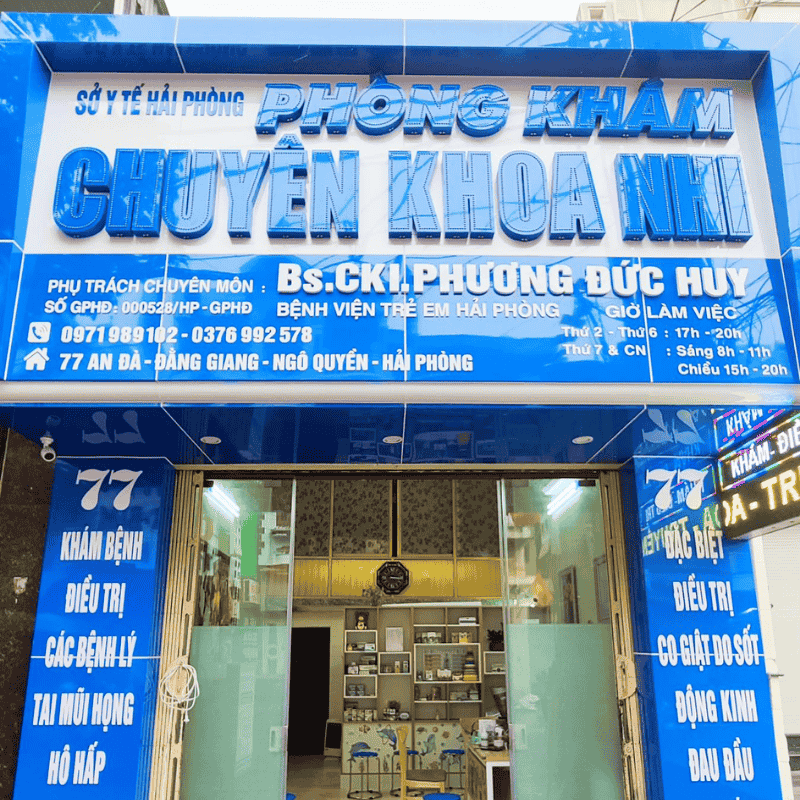 SỞ Y TẾ HẢI PHÒNG
PHÒNG KHÁM
CHUYÊN KHOA NHI
PHỤ TRÁCH CHUYÊN MÔN : Bs.CKI.PHƯƠNG ĐỨC HUY
SỐ GPHĐ: 000528/HP - GPHĐ
BỆNH VIỆN TRẺ EM HẢI PHÒNG
GIỜ LÀM VIỆC
0971 989102 - 0376 992 578
Thứ 2 - Thứ 6 : 17h - 20h
77 AN ĐÀ - ĐẰNG GIANG - NGÔ QUYỀN - HẢI PHÒNG
Thứ 7 & CN : Sáng 8h - 11h
Chiều 15h - 20h
77
KHÁM BỆNH
ĐIỀU TRỊ
CÁC BỆNH LÝ
TAI MŨI HỌNG
HÔ HẤP
77
ĐẶC BIỆT
ĐIỀU TRỊ
CO GIẬT DO SỐT
ĐỘNG KINH
ĐAU ĐẦU
KHÁM
KHÁM - ĐIỀ